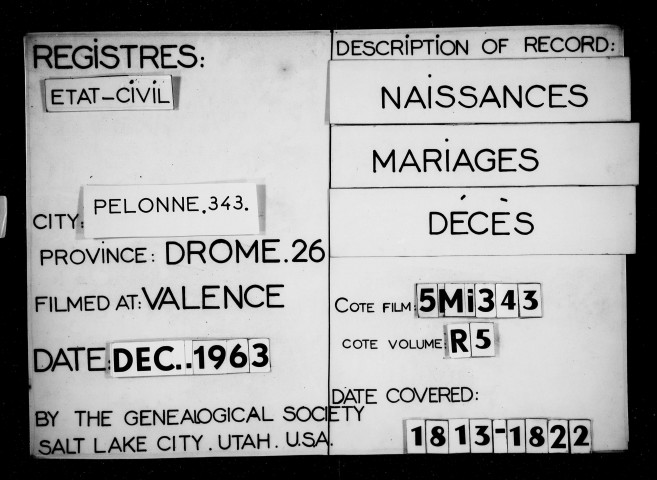 REGISTRES:
ETAT-CIVIL
CITY: PELONNE.343.
PROVINCE: DROME.26
FILMED AT: VALENCE
DATE: DEC..1963
BY THE GENEALOGICAL SOCIETY
SALT LAKE CITY. UTAH. U.S.A.
DESCRIPTION OF RECORD:
NAISSANCES
MARIAGES
DÉCÈS
COTE FILM: 5Mi343
COTE VOLUME: R5
DATE COVERED:
1813-1822